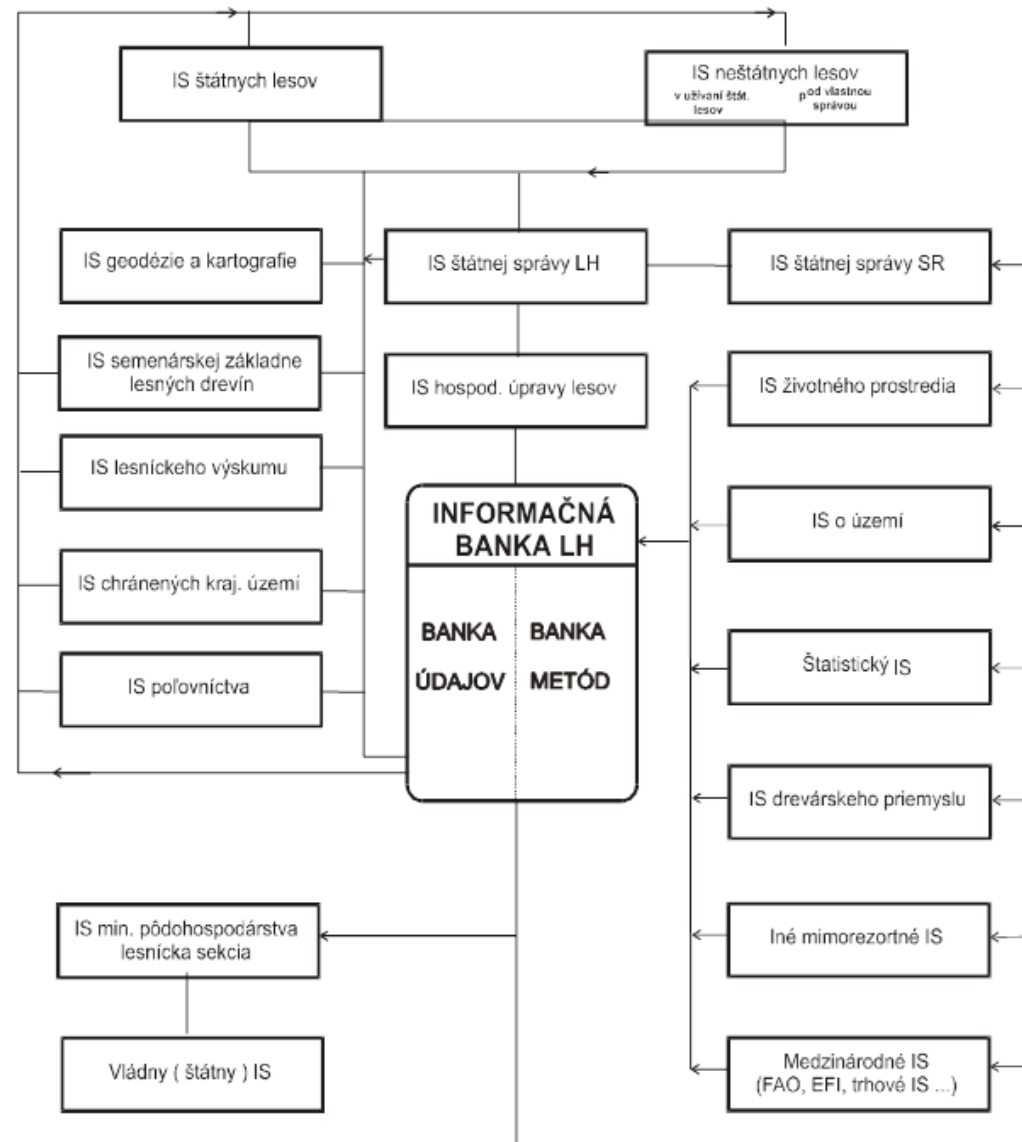 IS štátnych lesov
IS neštátnych lesov
v užívaní štát.
lesov
pod vlastnou
správou
IS geodézie a kartografie
IS štátnej správy LH
IS štátnej správy SR
IS semenárskej základne
lesných drevín
IS hospod. úpravy lesov
IS životného prostredia
IS lesníckeho výskumu
INFORMAČNÁ
BANKA LH
IS o území
IS chránených kraj. území
BANKA
ÚDAJOV
BANKA
METÓD
Štatistický IS
IS poľovníctva
IS drevárskeho priemyslu
IS min. pôdohospodárstva
lesnícka sekcia
Iné mimorezortné IS
Vládny ( štátny ) IS
Medzinárodné IS
(FAO, EFI, trhové IS ...)